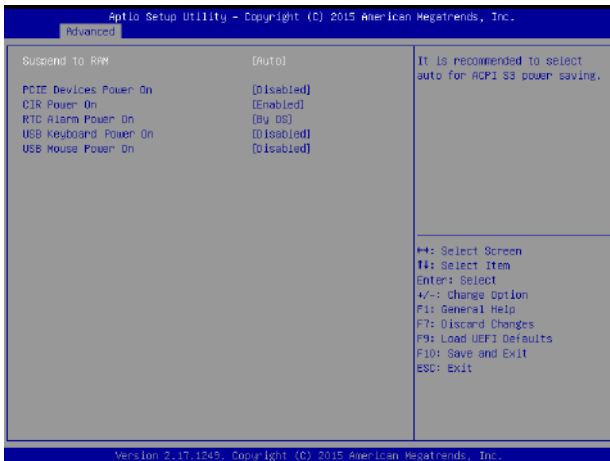 Aptio Setup Utility – Copyright (C) 2015 American Megatrends, Inc.
Advanced
Suspend to RAM [Auto]
PCIE Devices Power On [Disabled]
CIR Power On [Enabled]
RTC Alarm Power On [By OS]
USB Keyboard Power On [Disabled]
USB Mouse Power On [Disabled]
It is recommended to select
auto for ACPI S3 power saving.
↔: Select Screen
↑↓: Select Item
Enter: Select
+/-: Change Option
F1: General Help
F7: Discard Changes
F9: Load UEFI Defaults
F10: Save and Exit
ESC: Exit
Version 2.17.1249. Copyright (C) 2015 American Megatrends, Inc.